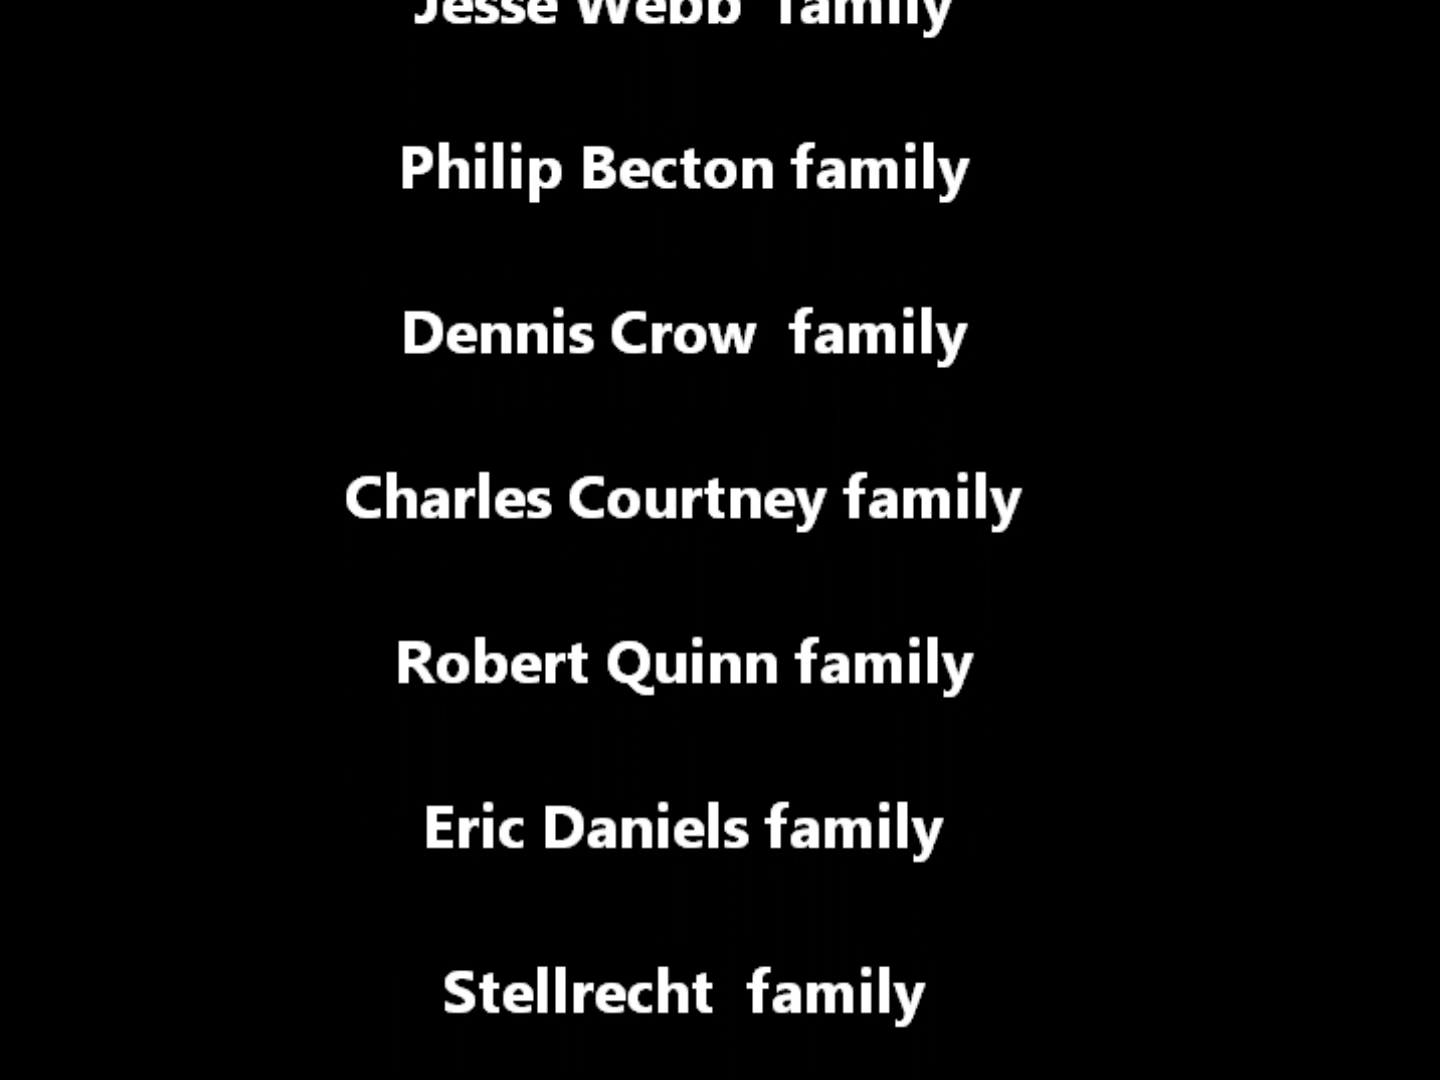 Jesse Webb  family
Philip Becton family
Dennis Crow  family
Charles Courtney family
Robert Quinn family
Eric Daniels family
Stellrecht  family